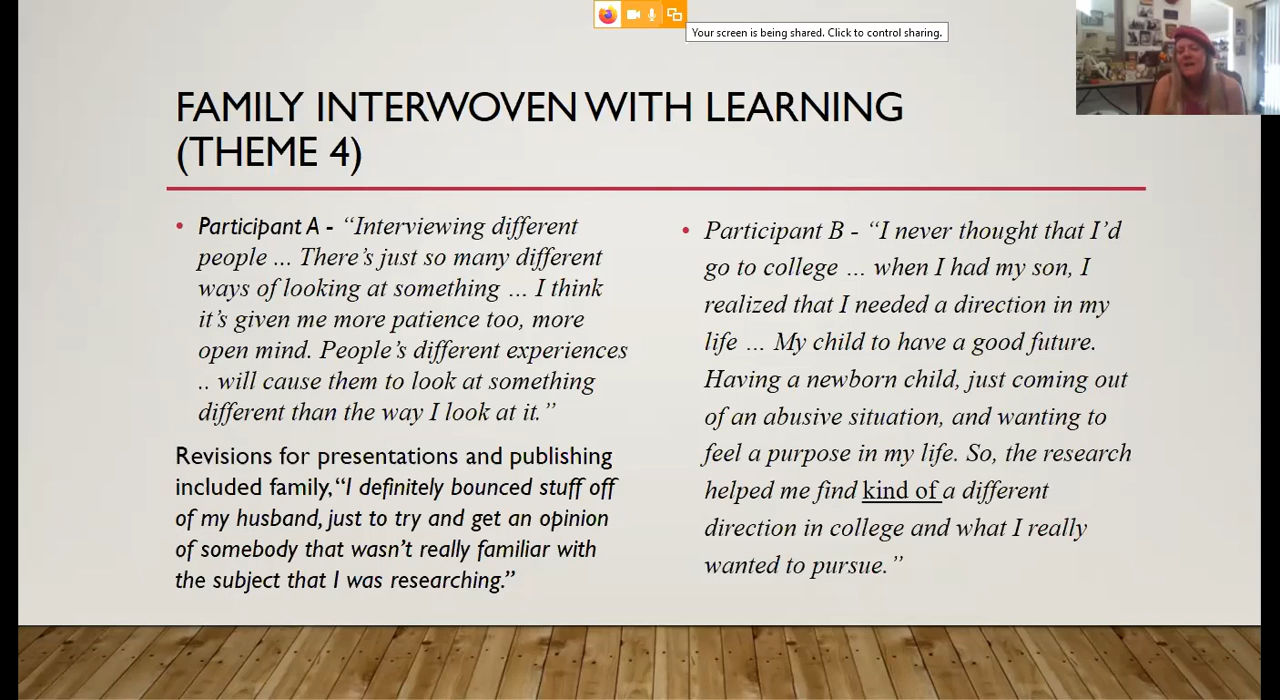 Your screen is being shared. Click to control sharing.
FAMILY INTERWOVEN WITH LEARNING
(THEME 4)
• Participant A - “Interviewing different
people ... There’s just so many different
ways of looking at something ... I think
it’s given me more patience too, more
open mind. People’s different experiences
.. will cause them to look at something
different than the way I look at it.”
Revisions for presentations and publishing
included family, “I definitely bounced stuff off
of my husband, just to try and get an opinion
of somebody that wasn’t really familiar with
the subject that I was researching.”
• Participant B - “I never thought that I’d
go to college ... when I had my son, I
realized that I needed a direction in my
life ... My child to have a good future.
Having a newborn child, just coming out
of an abusive situation, and wanting to
feel a purpose in my life. So, the research
helped me find kind of a different
direction in college and what I really
wanted to pursue.”